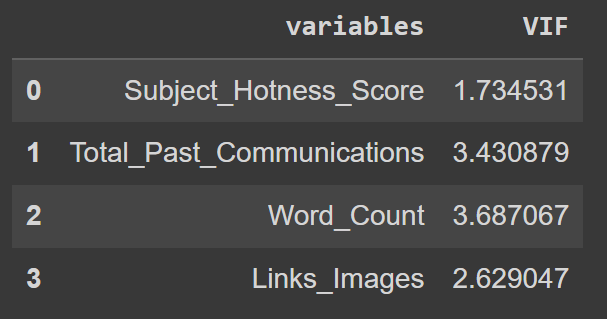 variables VIF
0 Subject_Hotness_Score 1.734531
1 Total_Past_Communications 3.430879
2 Word_Count 3.687067
3 Links_Images 2.629047